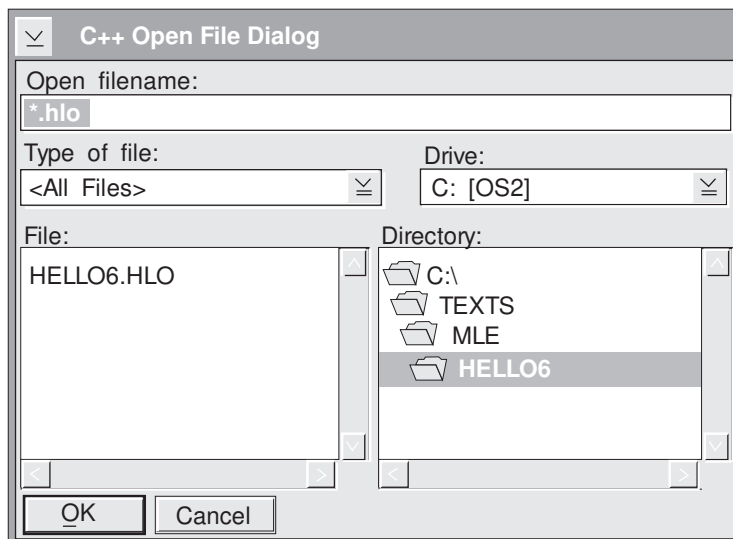 C++ Open File Dialog
Open filename:
*.hlo
Type of file:
Drive:
<All Files>
C: [OS2]
File:
Directory:
HELLO6.HLO
C:\
TEXTS
MLE
HELLO6
OK
Cancel